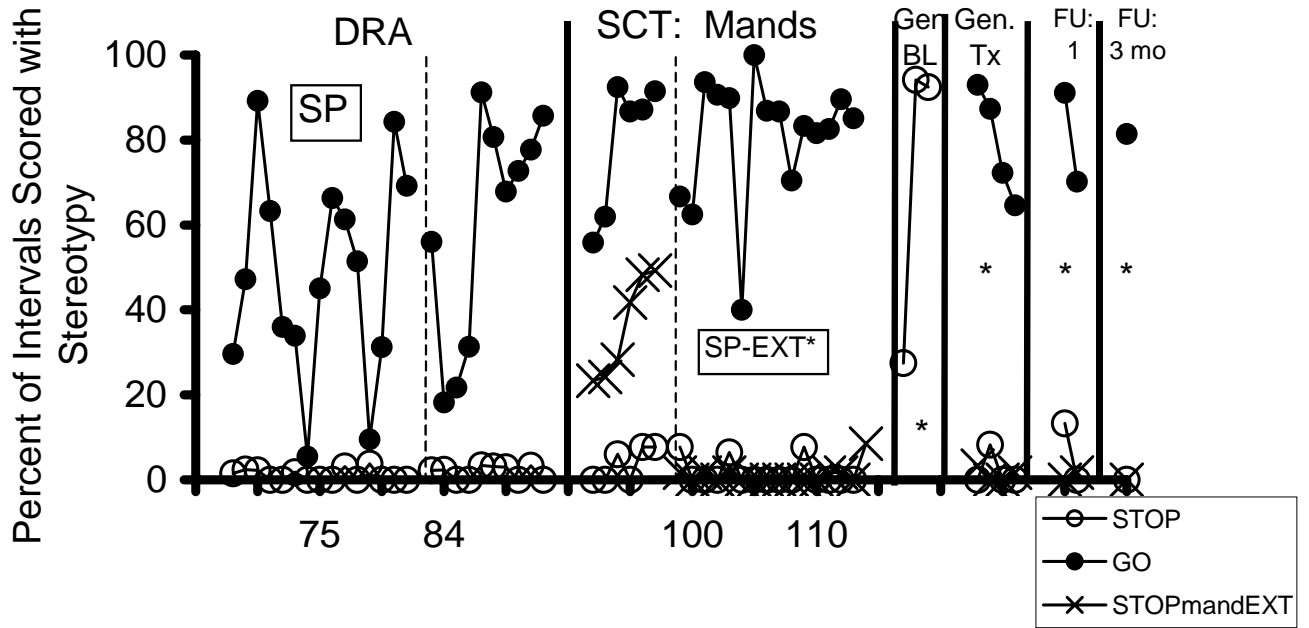 Percent of Intervals Scored with
Stereotypy
DRA
SCT: Mands
Gen
BL
Gen.
Tx
FU:
1
FU:
3 mo
100
80
60
40
20
0
SP
SP-EXT*
*
*
*
*
75
84
100
110
STOP
GO
STOPmandEXT